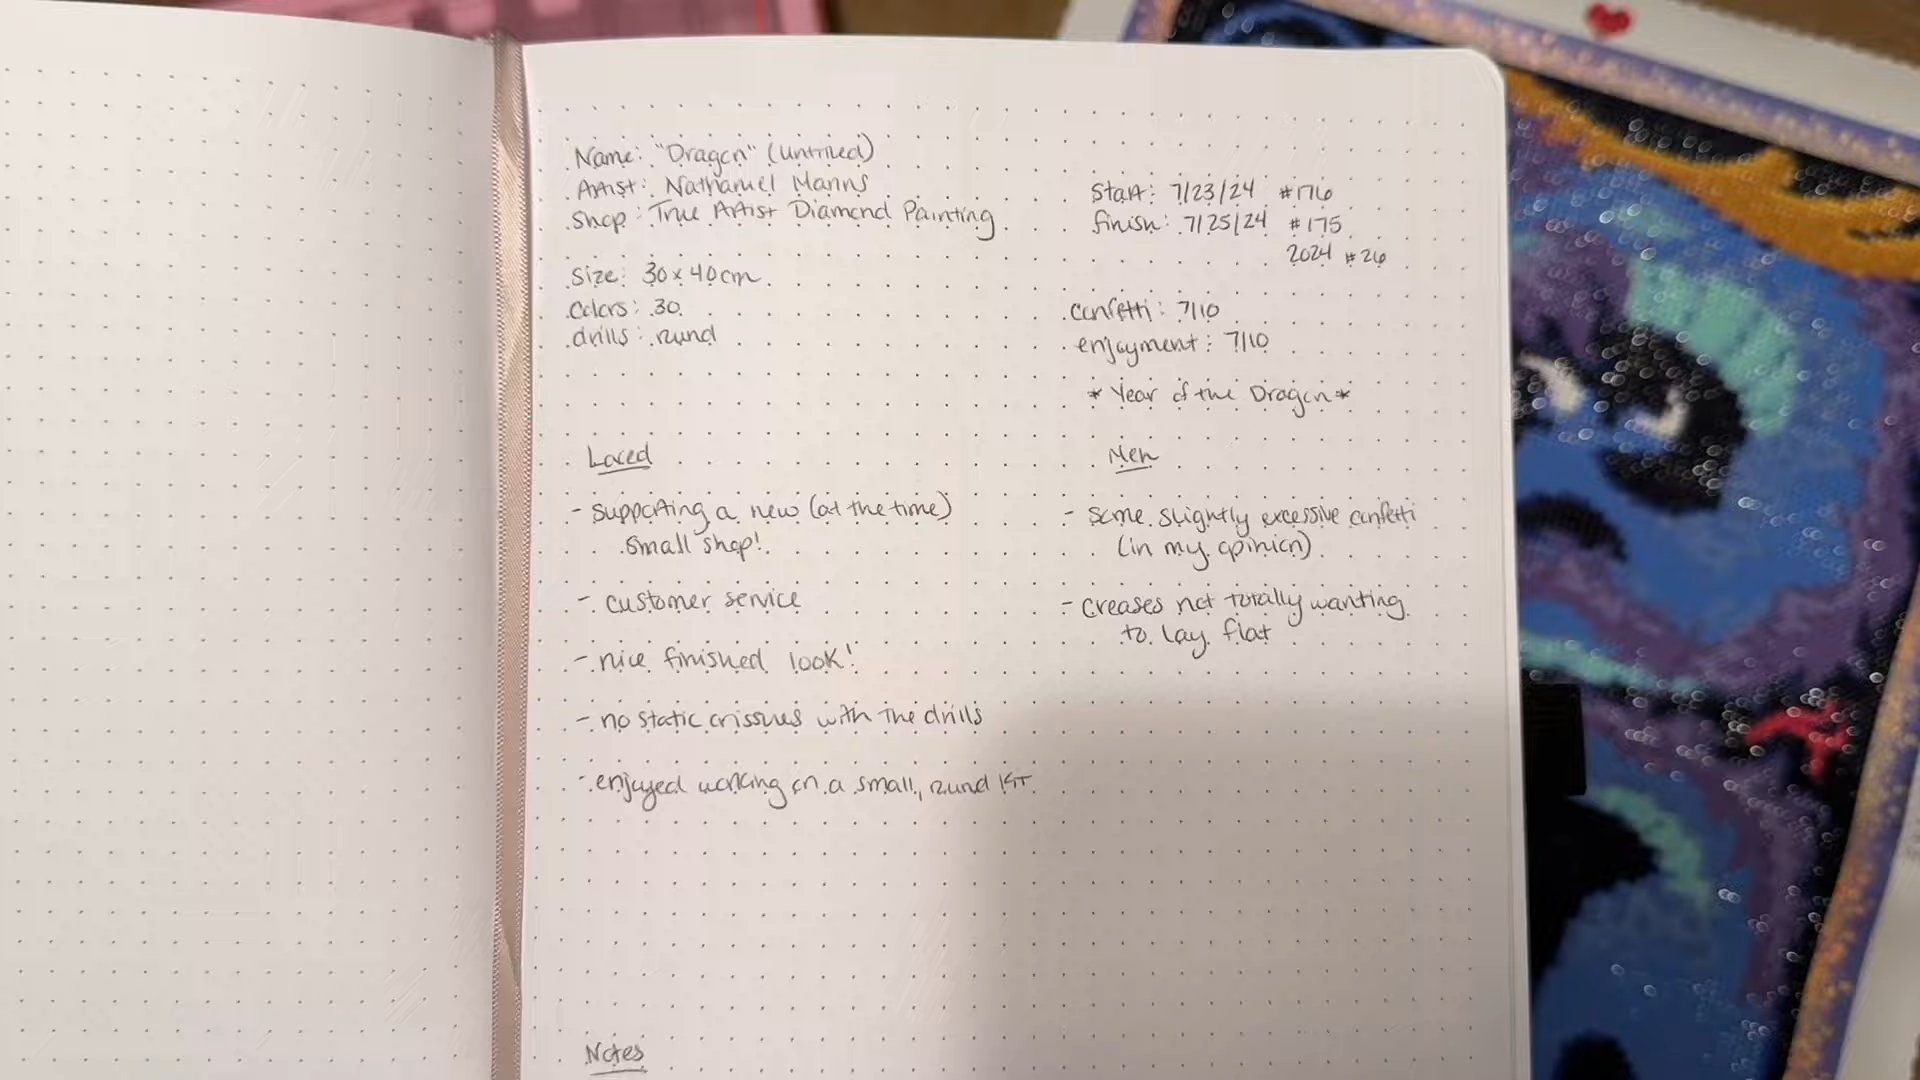 Name: "Dragon" (untitled)
Artist: Nathaniel Manns
Shop: True Artist Diamond Painting
Size: 30x40cm
Colors: 30
drills: round
Start: 7/23/24 #176
finish: 7/25/24 #175
2024 #26
confetti: 7/10
enjoyment: 7/10
*Year of the Dragon*
Loved
- supporting a new (at the time)
small shop!
- customer service
- nice finished look!
- no static or issues with the drills
- enjoyed working on a small, round kit
Meh
- some slightly excessive confetti
(in my opinion)
- creases not totally wanting
to lay flat
Notes